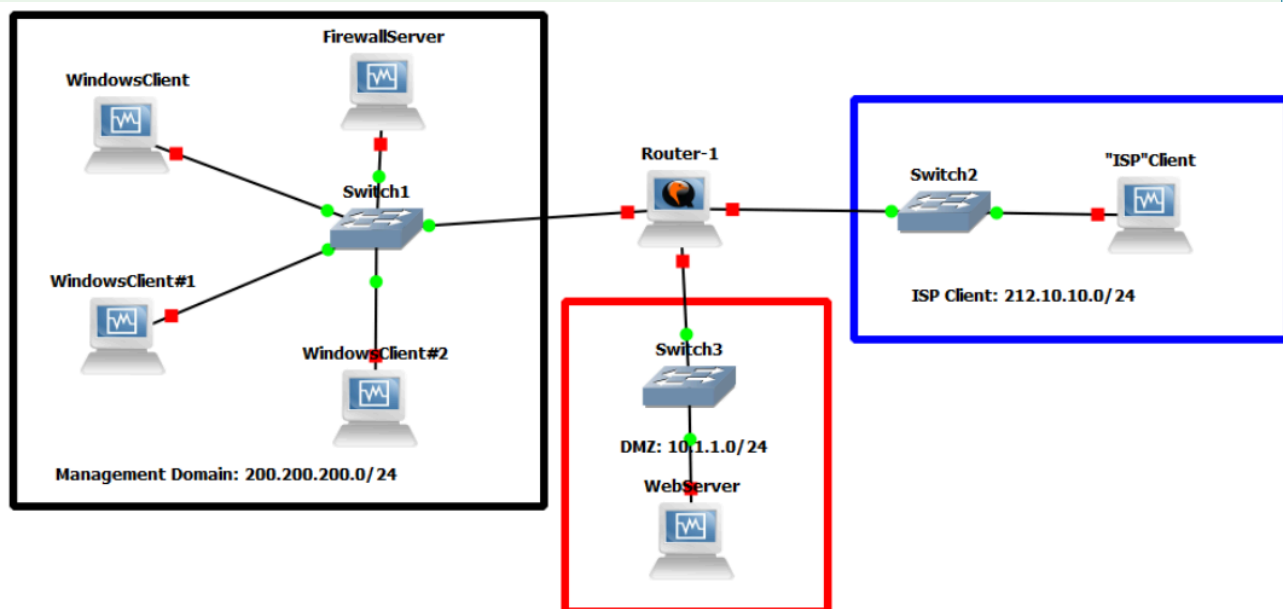 FirewallServer
WindowsClient
Switch1
WindowsClient#1
WindowsClient#2
Management Domain: 200.200.200.0/24
Router-1
Switch2
"ISP"Client
ISP Client: 212.10.10.0/24
Switch3
DMZ: 10.1.1.0/24
WebServer